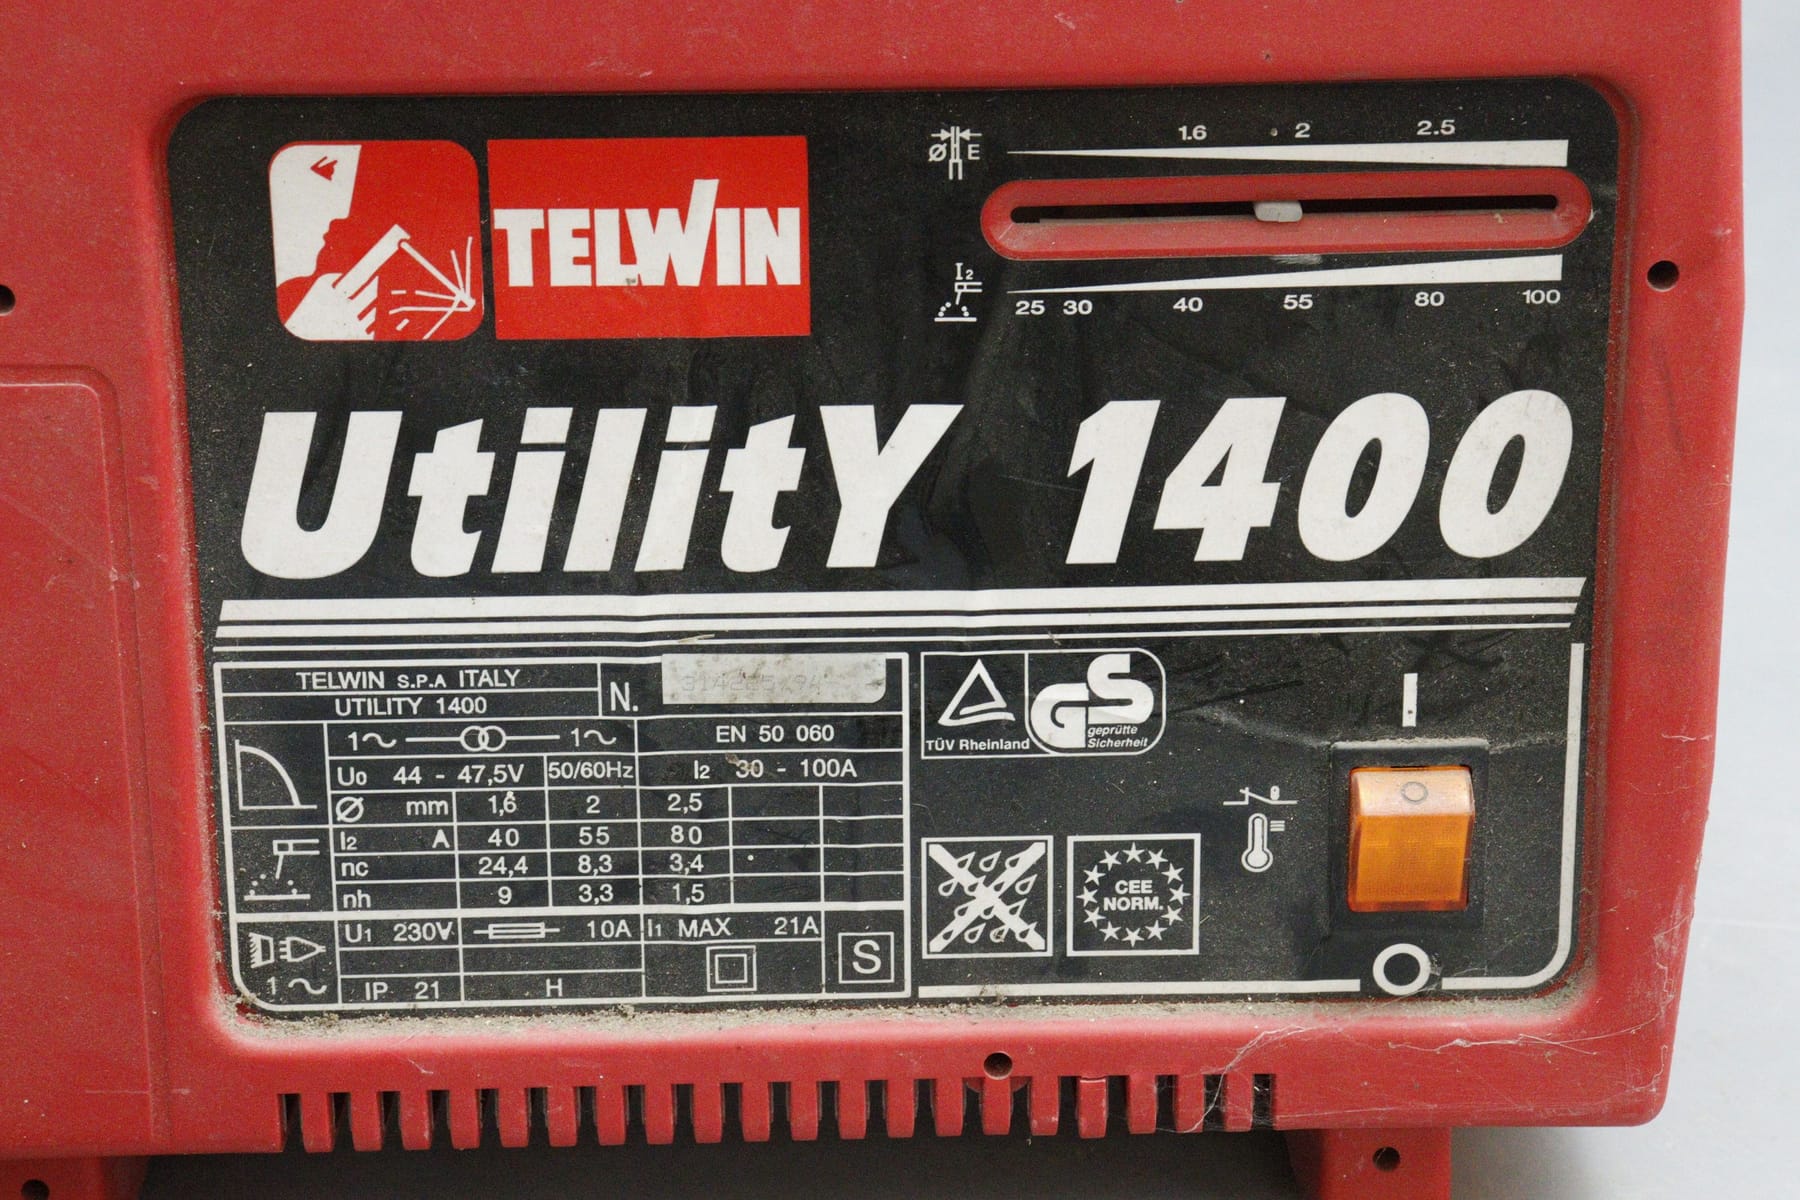 TELWIN
Ø E
1.6 2 2.5
I2
25 30 40 55 80 100
UtilitY 1400
TELWIN S.P.A ITALY
UTILITY 1400
N.
1~ 1~ EN 50 060
U0 44 - 47,5V 50/60Hz I2 30 - 100A
Ø mm 1,6 2 2,5
I2 A 40 55 80
nc 24,4 8,3 3,4
nh 9 3,3 1,5
U1 230V 10A I1 MAX 21A
1~ IP 21 H S
TÜV Rheinland
GS geprüfte
Sicherheit
CEE
NORM.
I
O